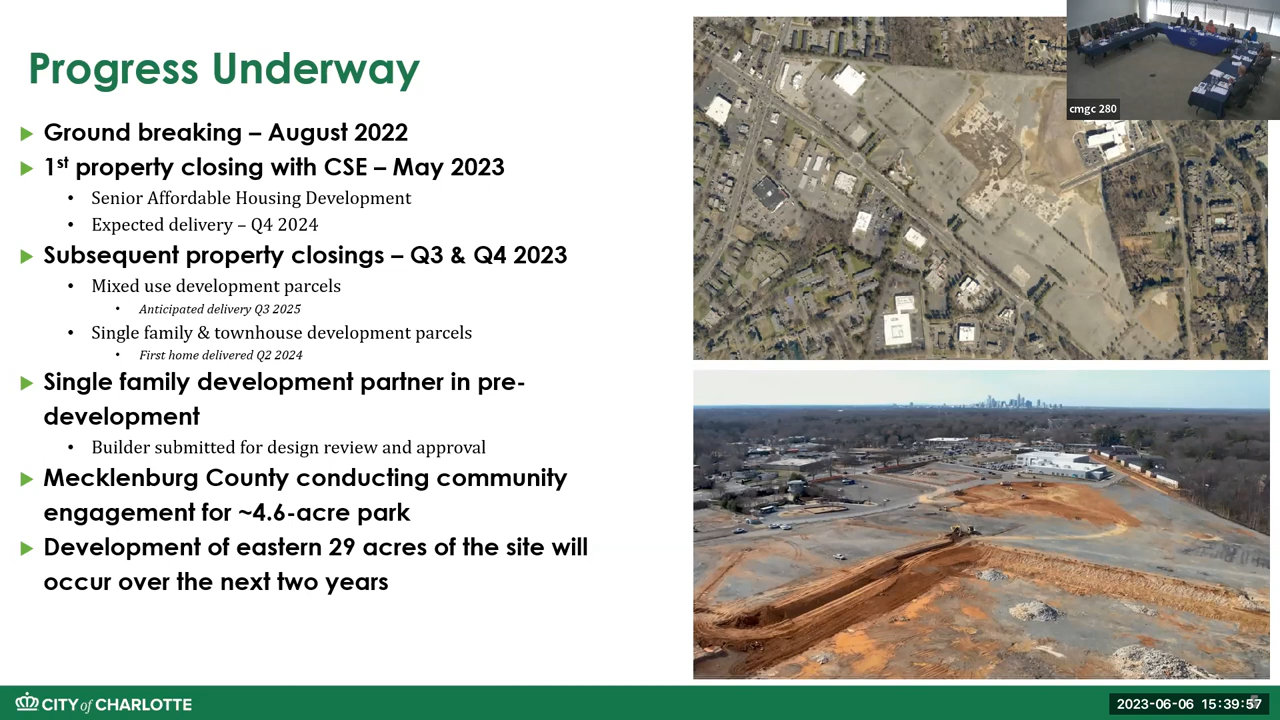 Progress Underway
Ground breaking – August 2022
1st property closing with CSE – May 2023
Senior Affordable Housing Development
Expected delivery – Q4 2024
Subsequent property closings – Q3 & Q4 2023
Mixed use development parcels
Anticipated delivery Q3 2025
Single family & townhouse development parcels
First home delivered Q2 2024
Single family development partner in pre-
development
Builder submitted for design review and approval
Mecklenburg County conducting community
engagement for ~4.6-acre park
Development of eastern 29 acres of the site will
occur over the next two years
cmgc 280
CITY of CHARLOTTE
2023-06-06 15:39:57